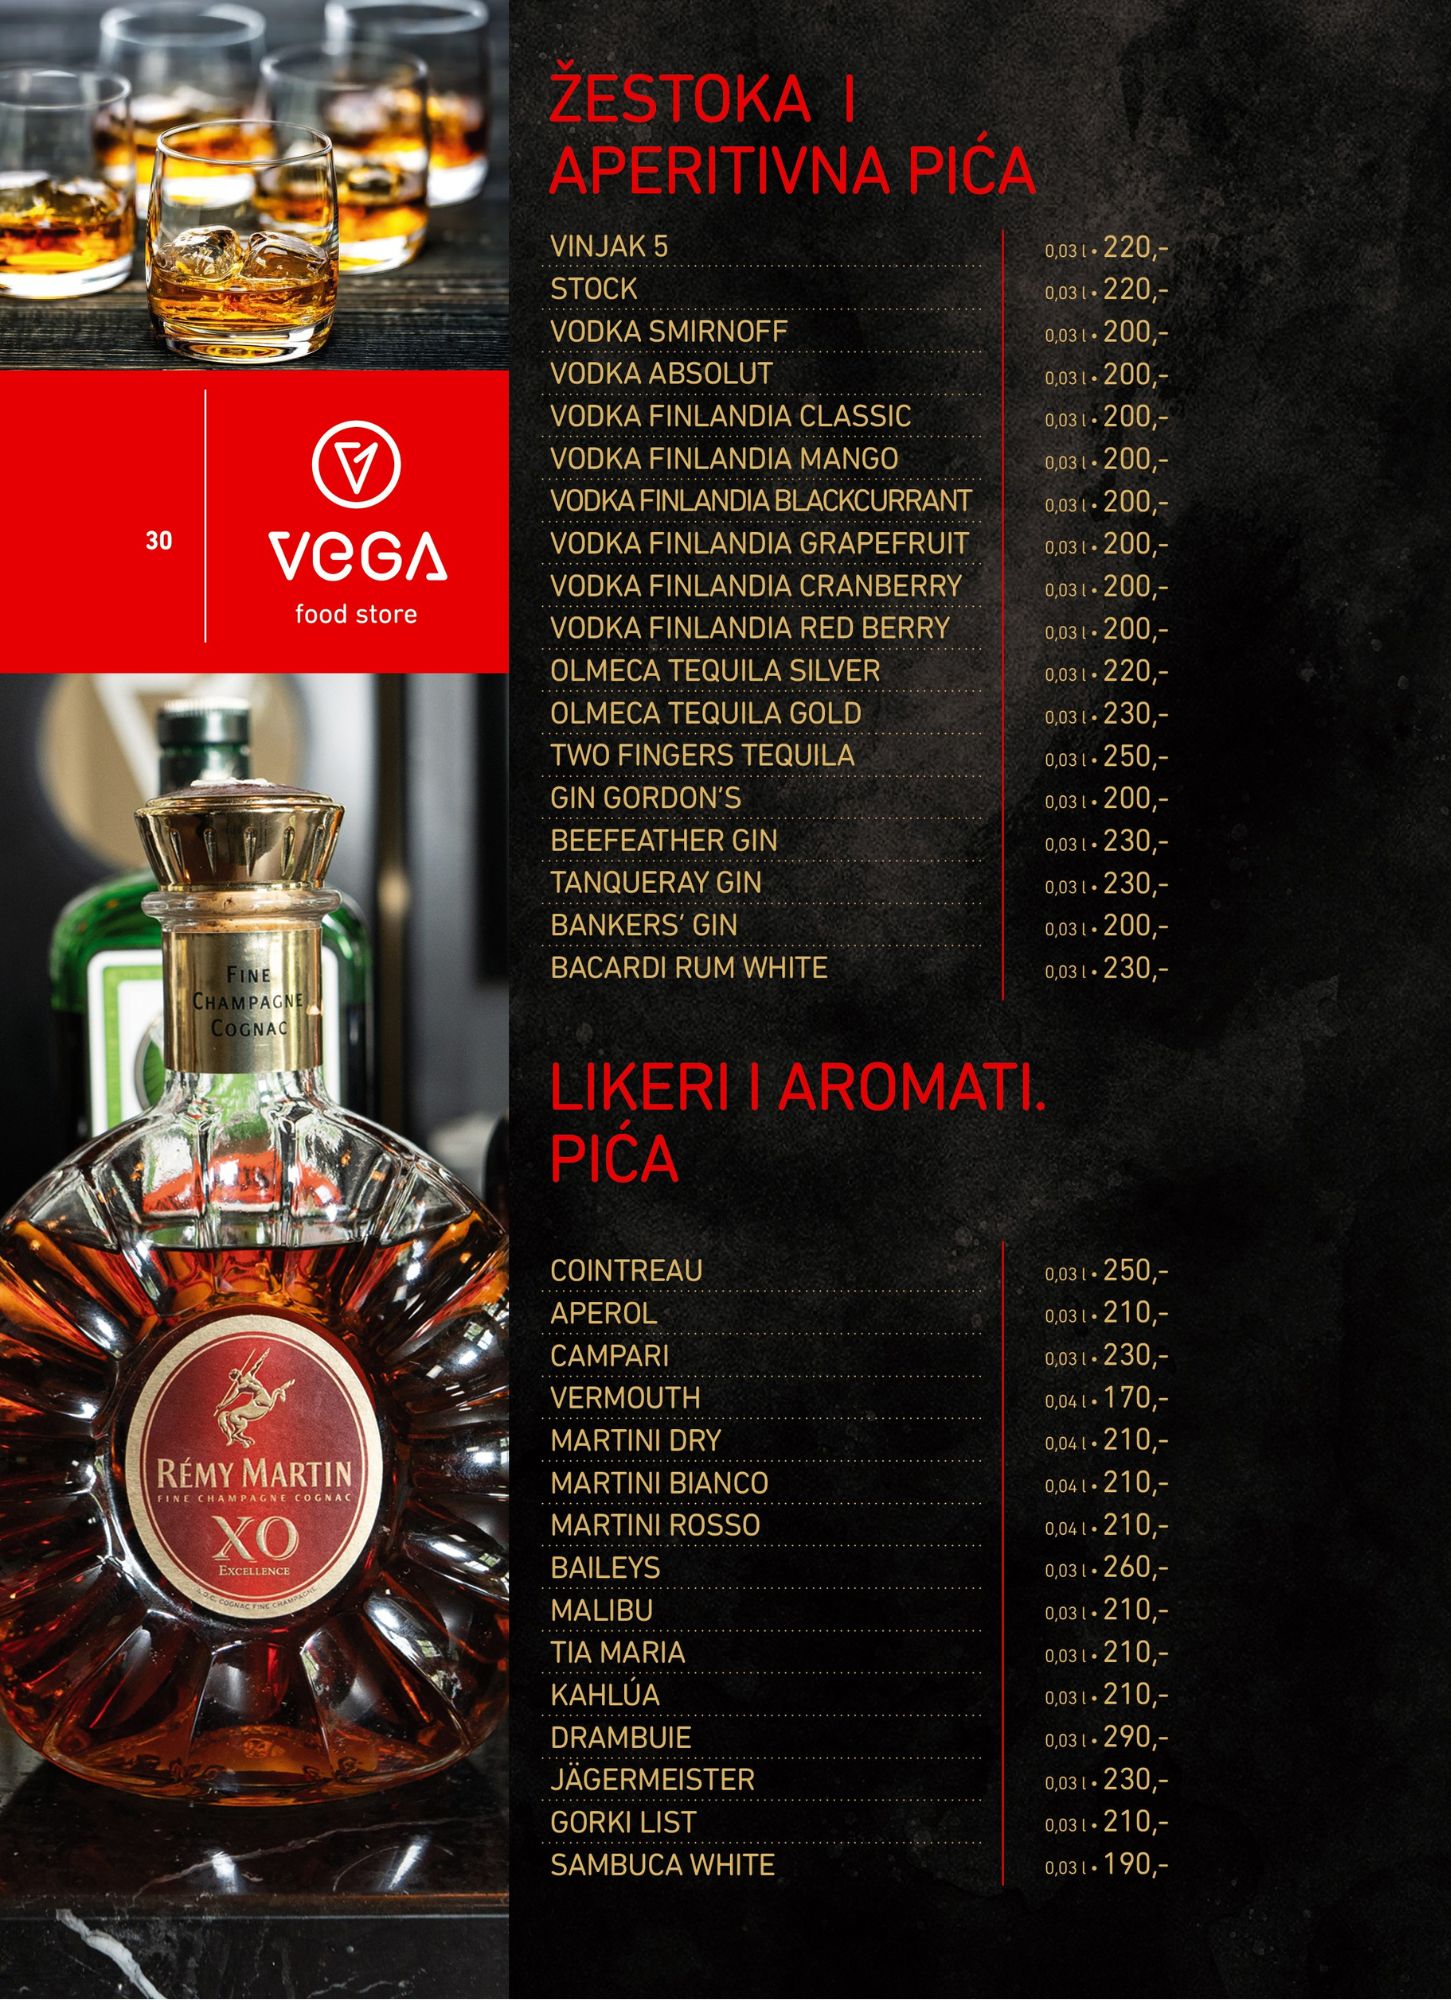 ŽESTOKA I
APERITIVNA PIĆA
VINJAK 5 0,03 l • 220,-
STOCK 0,03 l • 220,-
VODKA SMIRNOFF 0,03 l • 200,-
VODKA ABSOLUT 0,03 l • 200,-
VODKA FINLANDIA CLASSIC 0,03 l • 200,-
VODKA FINLANDIA MANGO 0,03 l • 200,-
VODKA FINLANDIA BLACKCURRANT 0,03 l • 200,-
VODKA FINLANDIA GRAPEFRUIT 0,03 l • 200,-
VODKA FINLANDIA CRANBERRY 0,03 l • 200,-
VODKA FINLANDIA RED BERRY 0,03 l • 200,-
OLMECA TEQUILA SILVER 0,03 l • 220,-
OLMECA TEQUILA GOLD 0,03 l • 230,-
TWO FINGERS TEQUILA 0,03 l • 250,-
GIN GORDON'S 0,03 l • 200,-
BEEFEATHER GIN 0,03 l • 230,-
TANQUERAY GIN 0,03 l • 230,-
BANKERS' GIN 0,03 l • 200,-
BACARDI RUM WHITE 0,03 l • 230,-
LIKERI I AROMATI.
PIĆA
COINTREAU 0,03 l • 250,-
APEROL 0,03 l • 210,-
CAMPARI 0,03 l • 230,-
VERMOUTH 0,04 l • 170,-
MARTINI DRY 0,04 l • 210,-
MARTINI BIANCO 0,04 l • 210,-
MARTINI ROSSO 0,04 l • 210,-
BAILEYS 0,03 l • 260,-
MALIBU 0,03 l • 210,-
TIA MARIA 0,03 l • 210,-
KAHLÚA 0,03 l • 210,-
DRAMBUIE 0,03 l • 290,-
JÄGERMEISTER 0,03 l • 230,-
GORKI LIST 0,03 l • 210,-
SAMBUCA WHITE 0,03 l • 190,-
30
VeGA
food store
FINE
CHAMPAGNE
COGNAC
RÉMY MARTIN
FINE CHAMPAGNE COGNAC
XO
EXCELLENCE
A.O.C. COGNAC FINE CHAMPAGNE